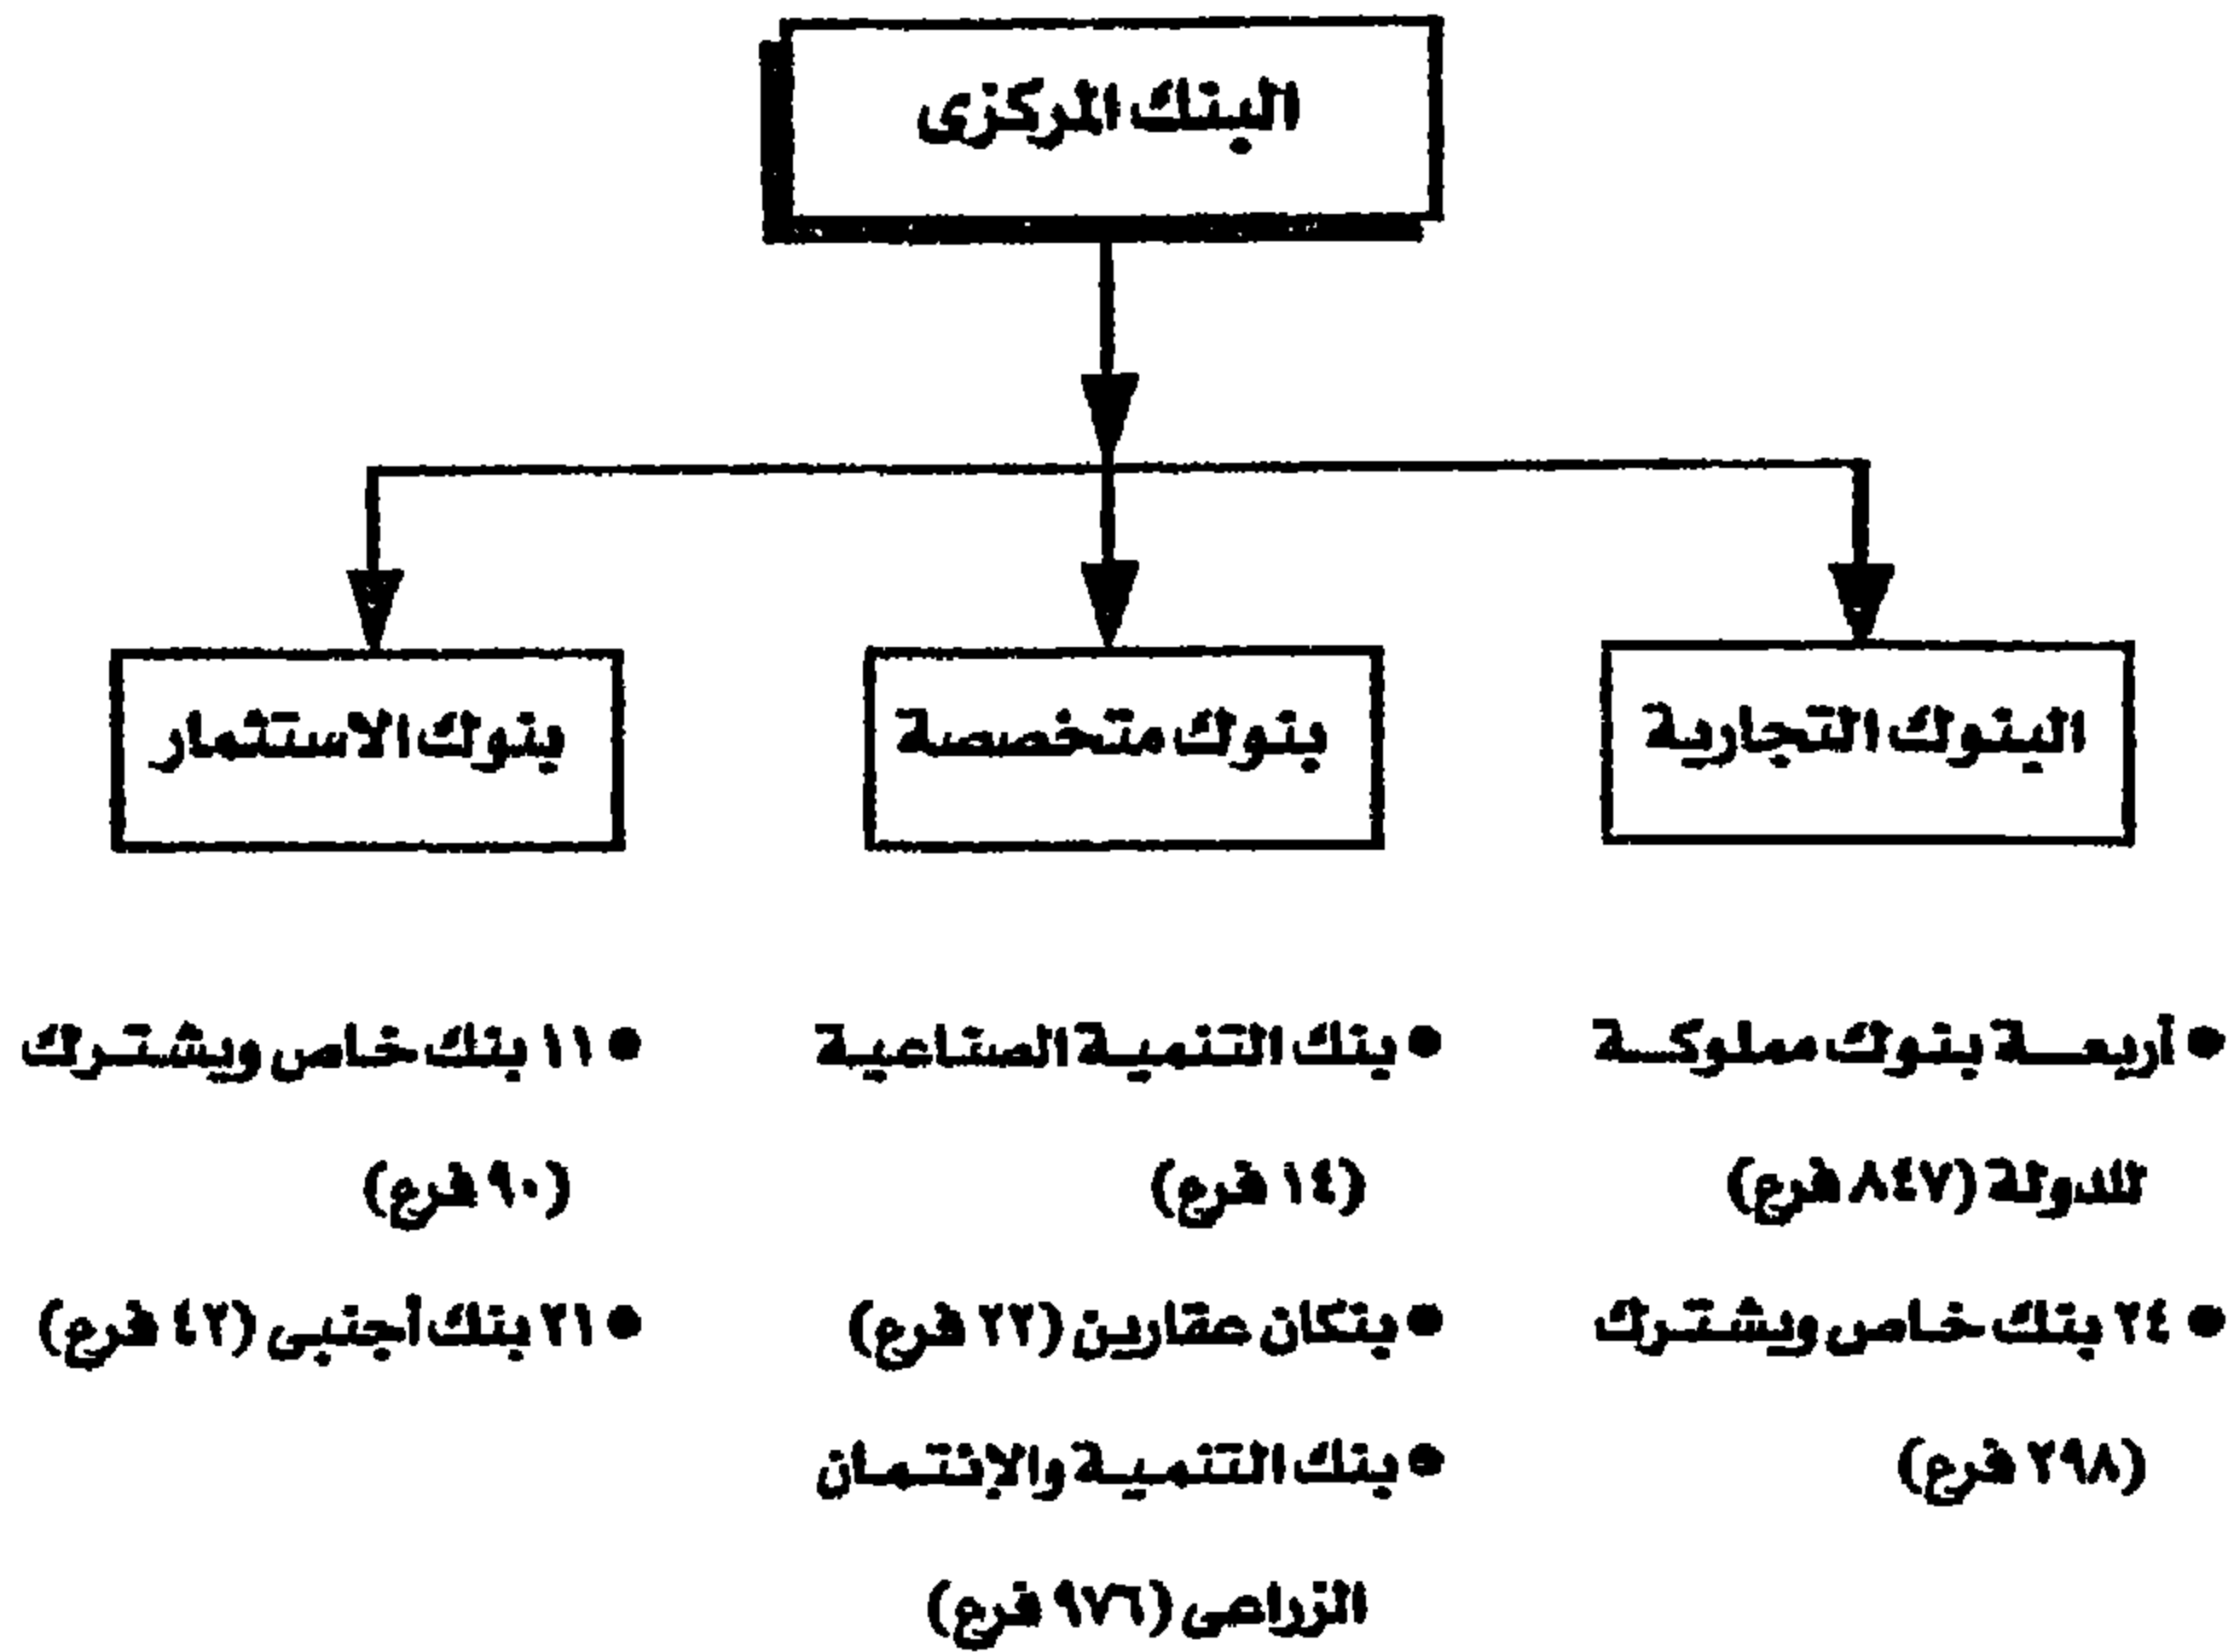 البنك المركزى
البنوك التجارية
بنوك متخصصة
بنوك الاستثمار
● أربعة بنوك مملوكة
للدولة (٨٤٧ فرع)
● ٢٤ بنك خاص ويشترك
(٢٩٨ فرع)
● بنك التنمية الصناعية
(١٤ فرع)
● بنكان عقارين (٢٢ فرع)
● بنك التنمية والإئتمان
الزراعى (٩٧٦ فرع)
● ١١ بنك خاص ويشترك
(٩٠ فرع)
● ٢١ بنك أجنبى (٤٢ فرع)